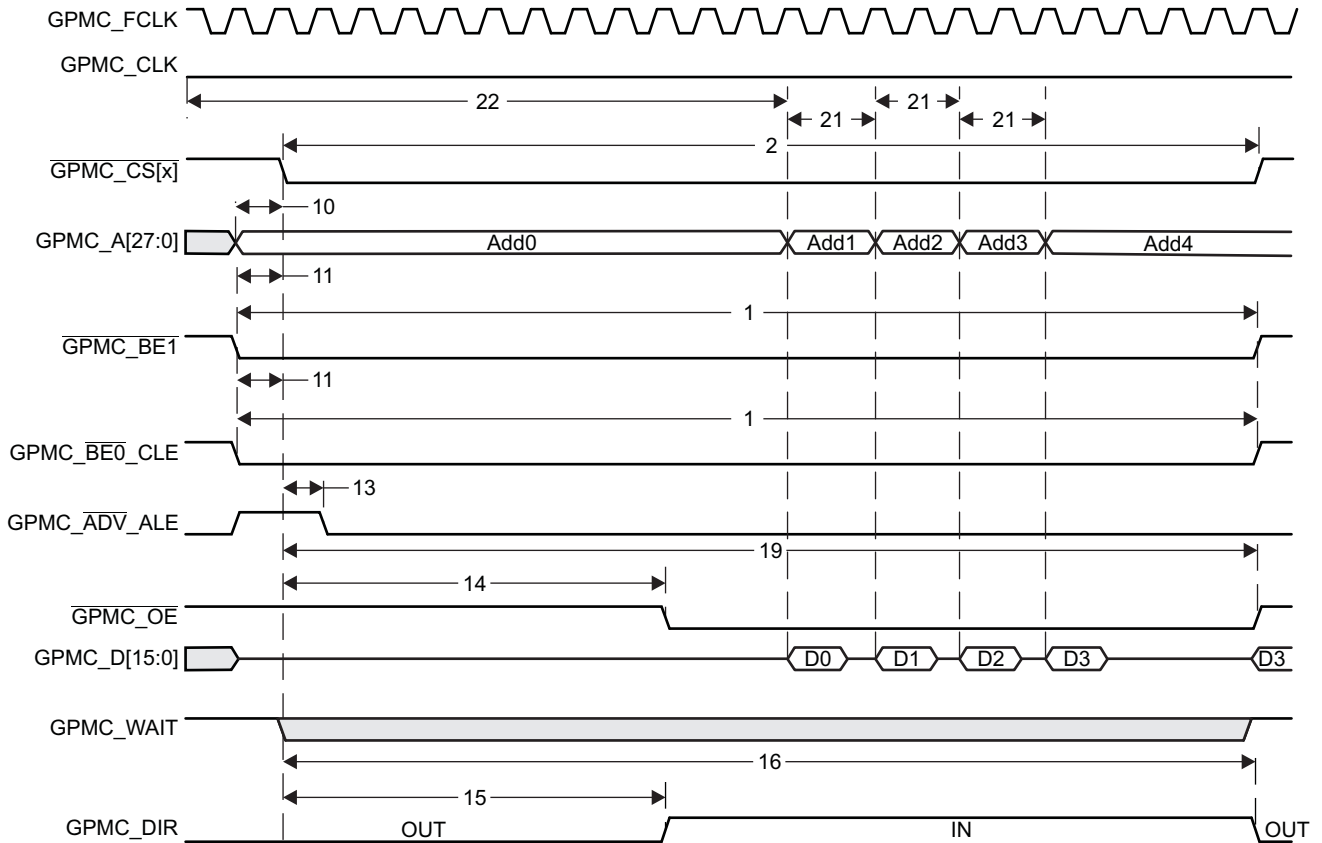 GPMC_FCLK
GPMC_CLK
22
21
21
21
2
GPMC_CS[x]
10
GPMC_A[27:0]
Add0
Add1
Add2
Add3
Add4
11
1
GPMC_BE1
11
1
GPMC_BE0_CLE
13
GPMC_ADV_ALE
19
14
GPMC_OE
GPMC_D[15:0]
D0
D1
D2
D3
D3
GPMC_WAIT
16
15
GPMC_DIR
OUT
IN
OUT